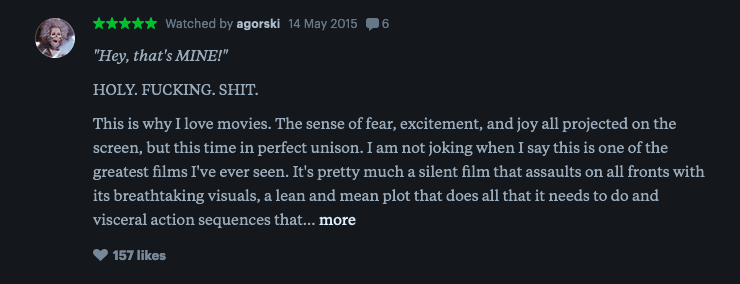 ★★★★★ Watched by agorski 14 May 2015 6
"Hey, that's MINE!"
HOLY. FUCKING. SHIT.
This is why I love movies. The sense of fear, excitement, and joy all projected on the
screen, but this time in perfect unison. I am not joking when I say this is one of the
greatest films I've ever seen. It's pretty much a silent film that assaults on all fronts with
its breathtaking visuals, a lean and mean plot that does all that it needs to do and
visceral action sequences that... more
157 likes